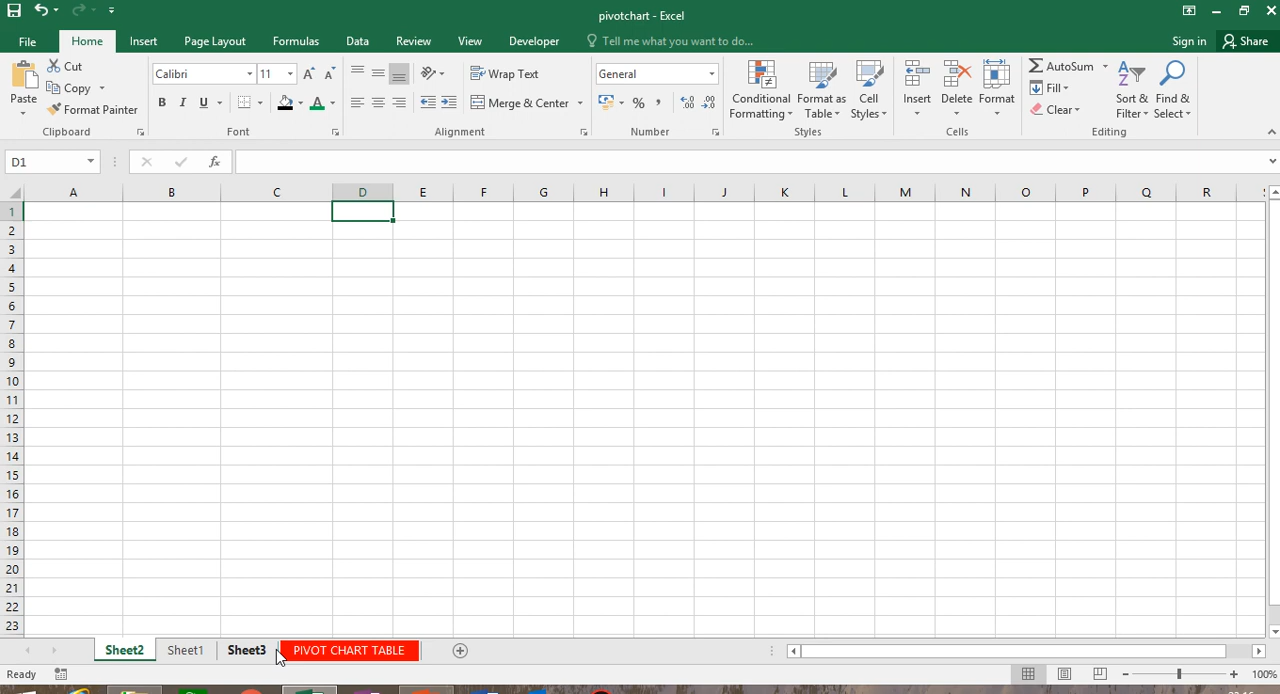 pivotchart - Excel
File Home Insert Page Layout Formulas Data Review View Developer Tell me what you want to do... Sign in Share
Cut
Copy
Format Painter
Paste
Clipboard
Calibri 11
B I U
Font
Wrap Text
Merge & Center
Alignment
General
%
Number
Conditional Formatting
Format as Table
Cell Styles
Styles
Insert Delete Format
Cells
AutoSum
Fill
Clear
Sort & Filter
Find & Select
Editing
D1 fx
A B C D E F G H I J K L M N O P Q R
1
2
3
4
5
6
7
8
9
10
11
12
13
14
15
16
17
18
19
20
21
22
23
Sheet2 Sheet1 Sheet3 PIVOT CHART TABLE
Ready 100%